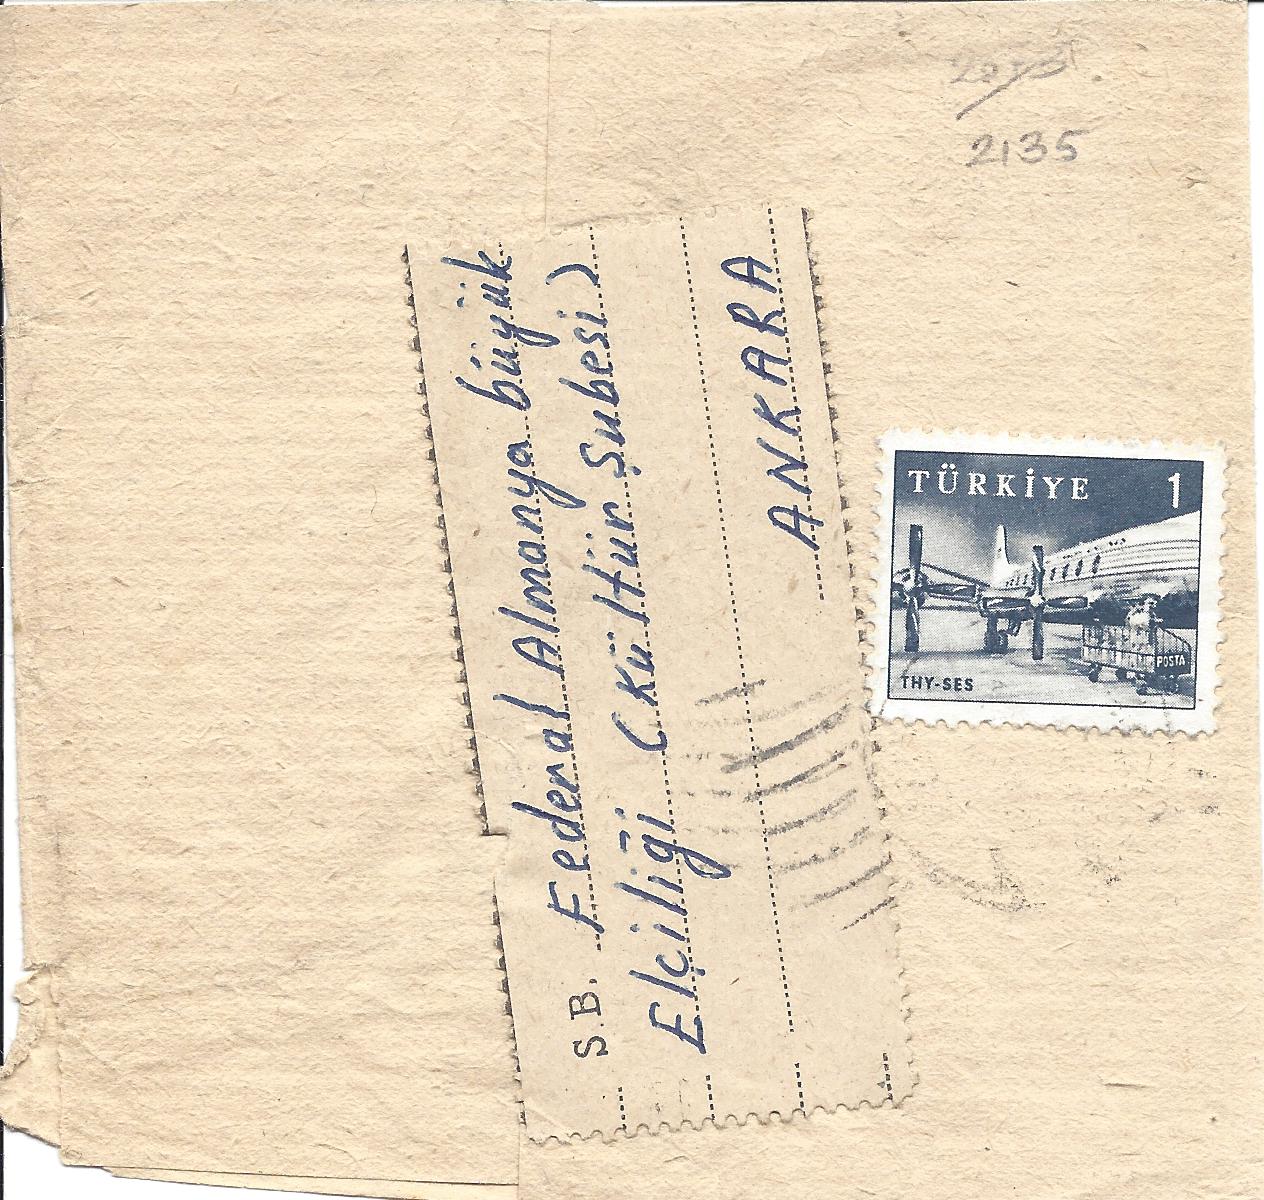 2135
S.B. Federal Almanya büyük
Elçiliği (Kültür Şubesi)
ANKARA
TÜRKİYE 1
POSTA
THY-SES